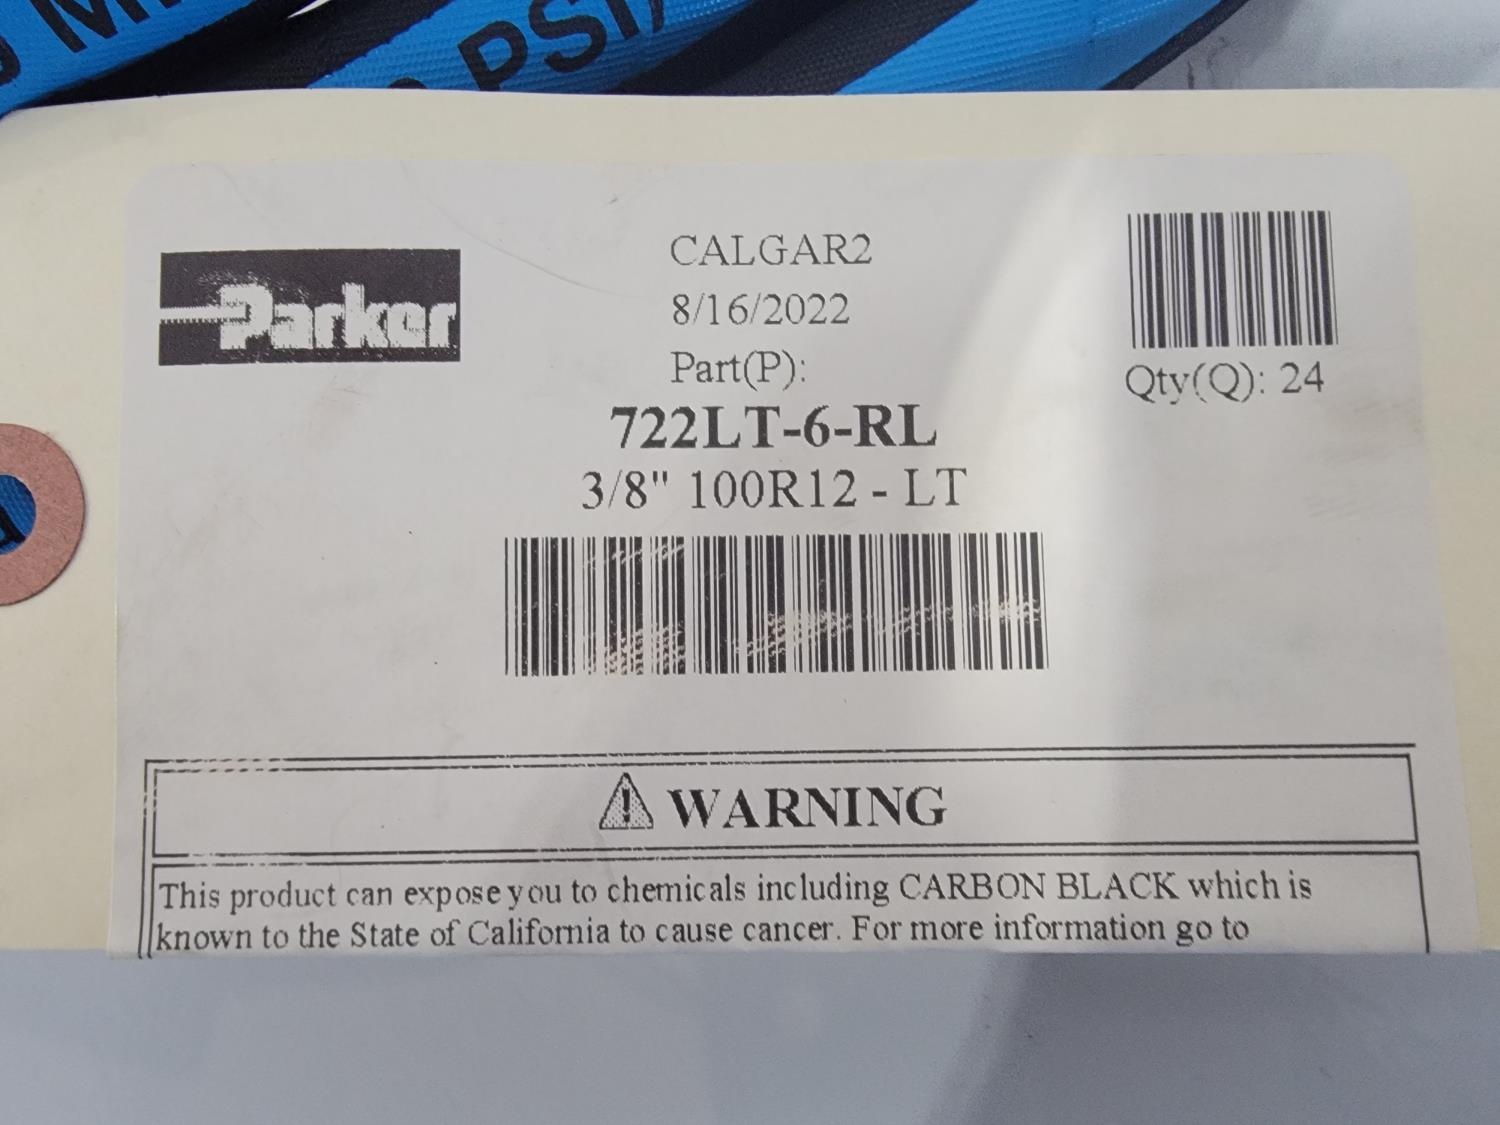 PSI,
Parker
CALGAR2
8/16/2022
Part(P):
722LT-6-RL
3/8" 100R12 - LT
Qty(Q): 24
⚠ WARNING
This product can expose you to chemicals including CARBON BLACK which is
known to the State of California to cause cancer. For more information go to